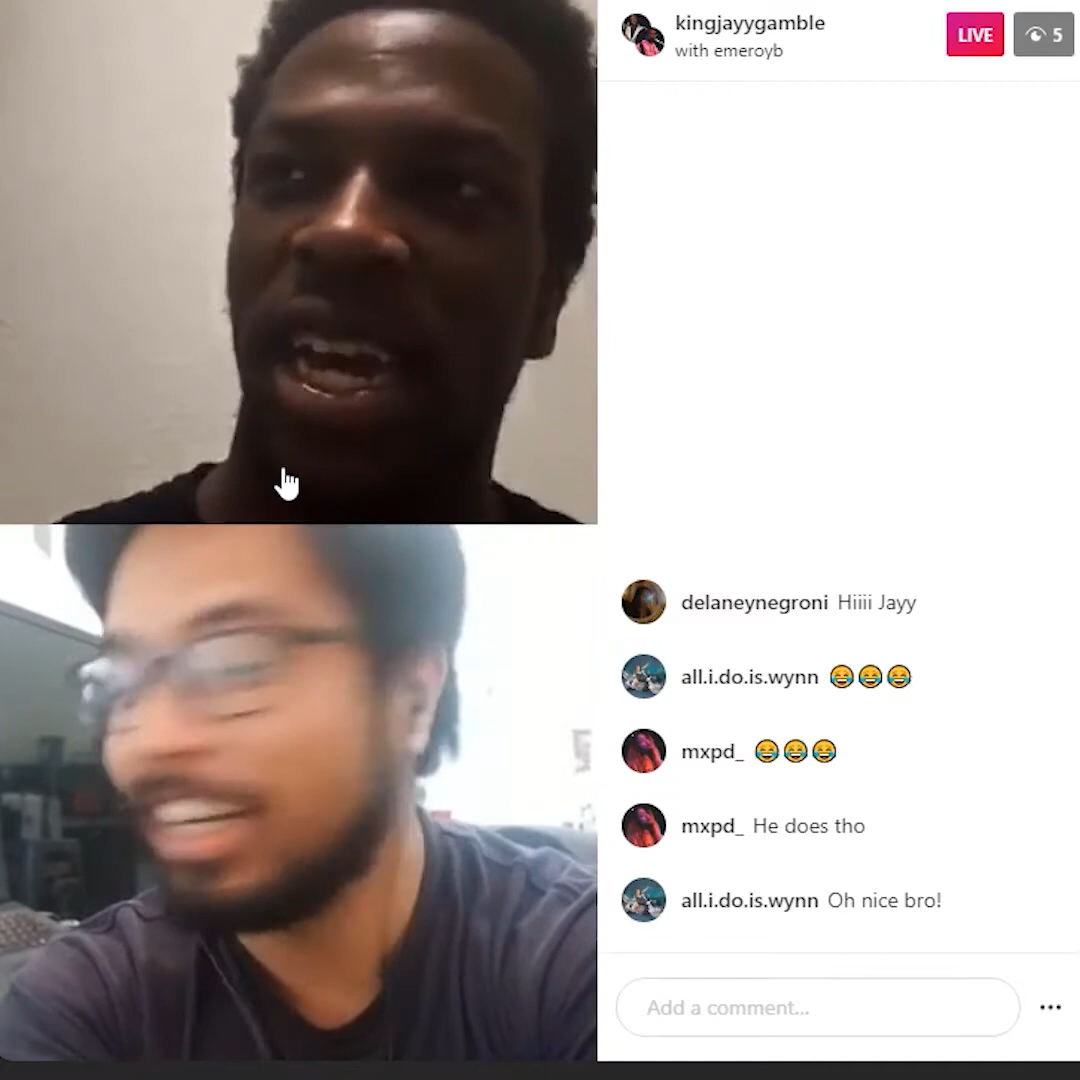 kingjayygamble
with emeroyb
LIVE
5
delaneynegroni Hiiii Jayy
all.i.do.is.wynn 😂😂😂
mxpd_ 😂😂😂
mxpd_ He does tho
all.i.do.is.wynn Oh nice bro!
Add a comment...